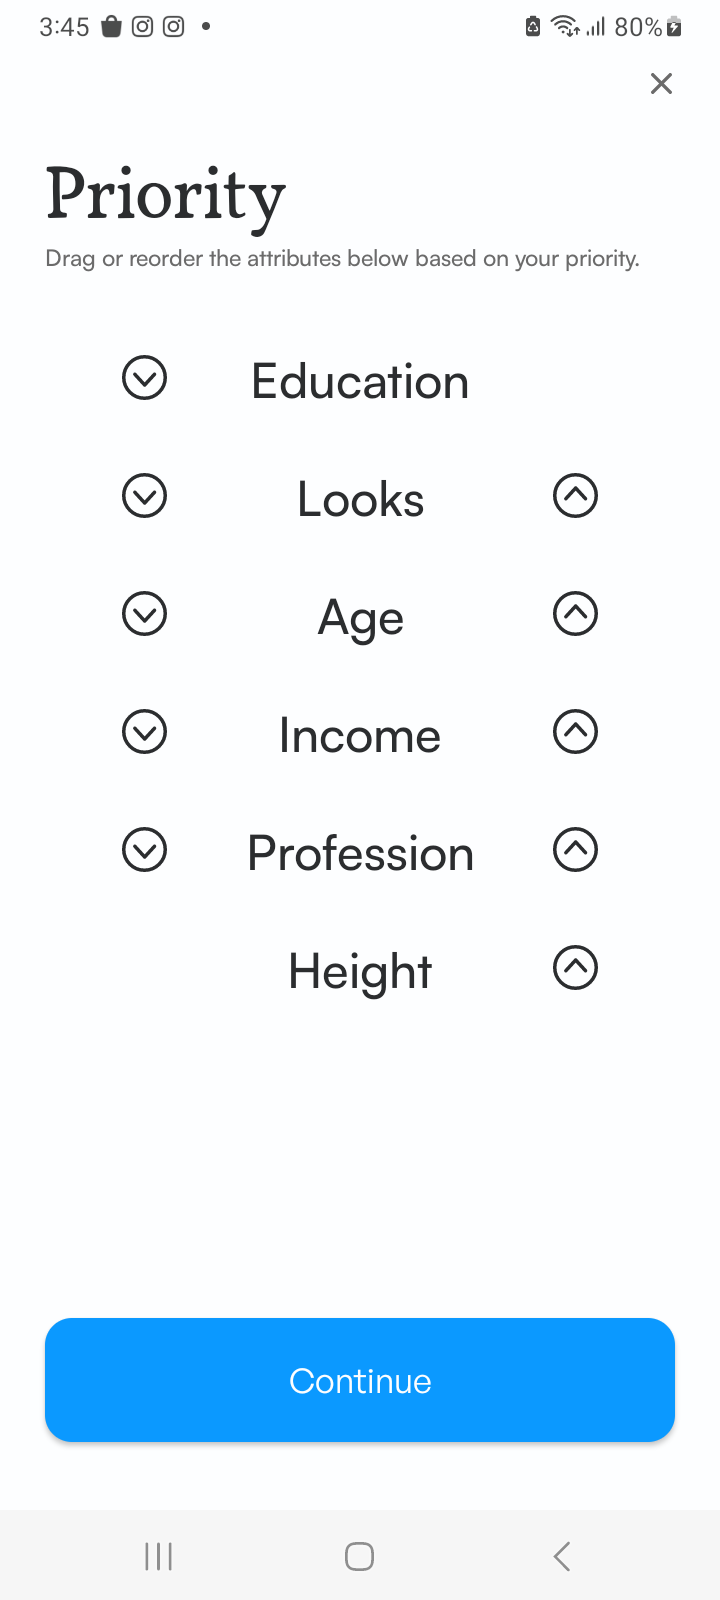 3:45
80%
Priority
Drag or reorder the attributes below based on your priority.
Education
Looks
Age
Income
Profession
Height
Continue